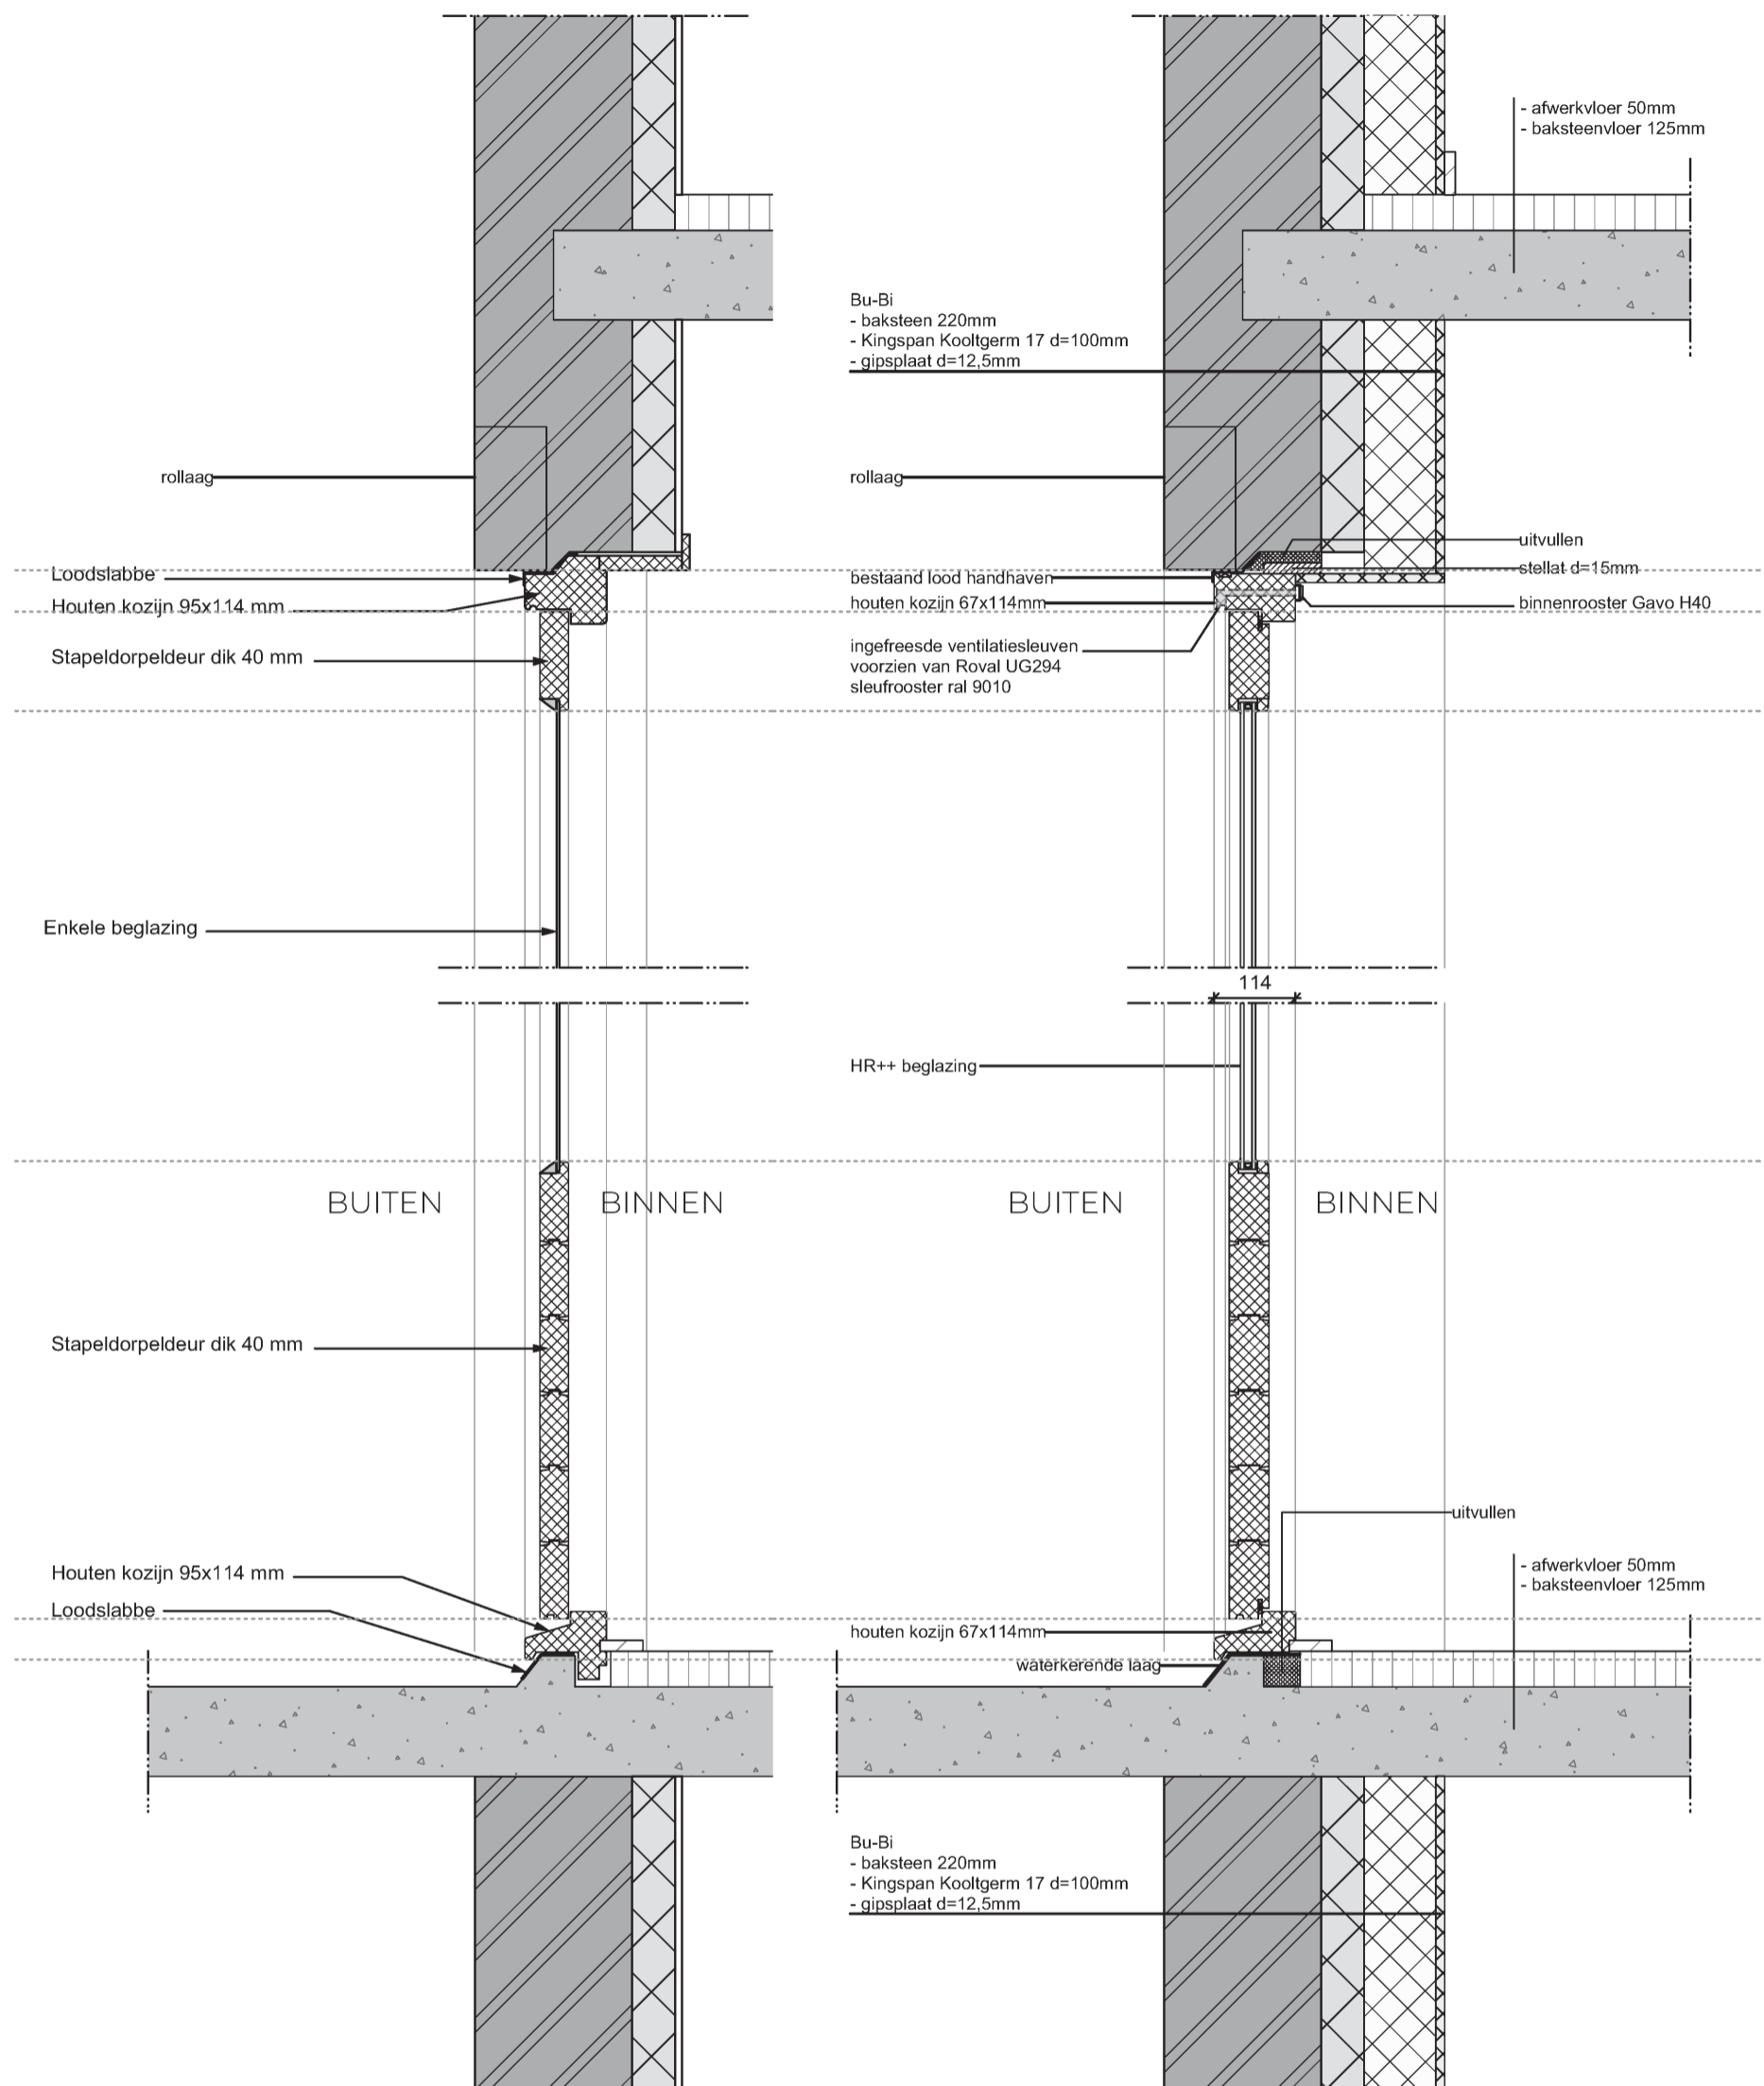 - afwerkvloer 50mm
- baksteenvloer 125mm
Bu-Bi
- baksteen 220mm
- Kingspan Kooltgerm 17 d=100mm
- gipsplaat d=12,5mm
rollaag
rollaag
uitvullen
Loodslabbe
bestaand lood handhaven
stellat d=15mm
Houten kozijn 95x114 mm
houten kozijn 67x114mm
binnenrooster Gavo H40
Stapeldorpeldeur dik 40 mm
ingefreesde ventilatiesleuven
voorzien van Roval UG294
sleufrooster ral 9010
Enkele beglazing
114
HR++ beglazing
BUITEN
BINNEN
BUITEN
BINNEN
Stapeldorpeldeur dik 40 mm
uitvullen
Houten kozijn 95x114 mm
- afwerkvloer 50mm
- baksteenvloer 125mm
Loodslabbe
houten kozijn 67x114mm
waterkerende laag
Bu-Bi
- baksteen 220mm
- Kingspan Kooltgerm 17 d=100mm
- gipsplaat d=12,5mm